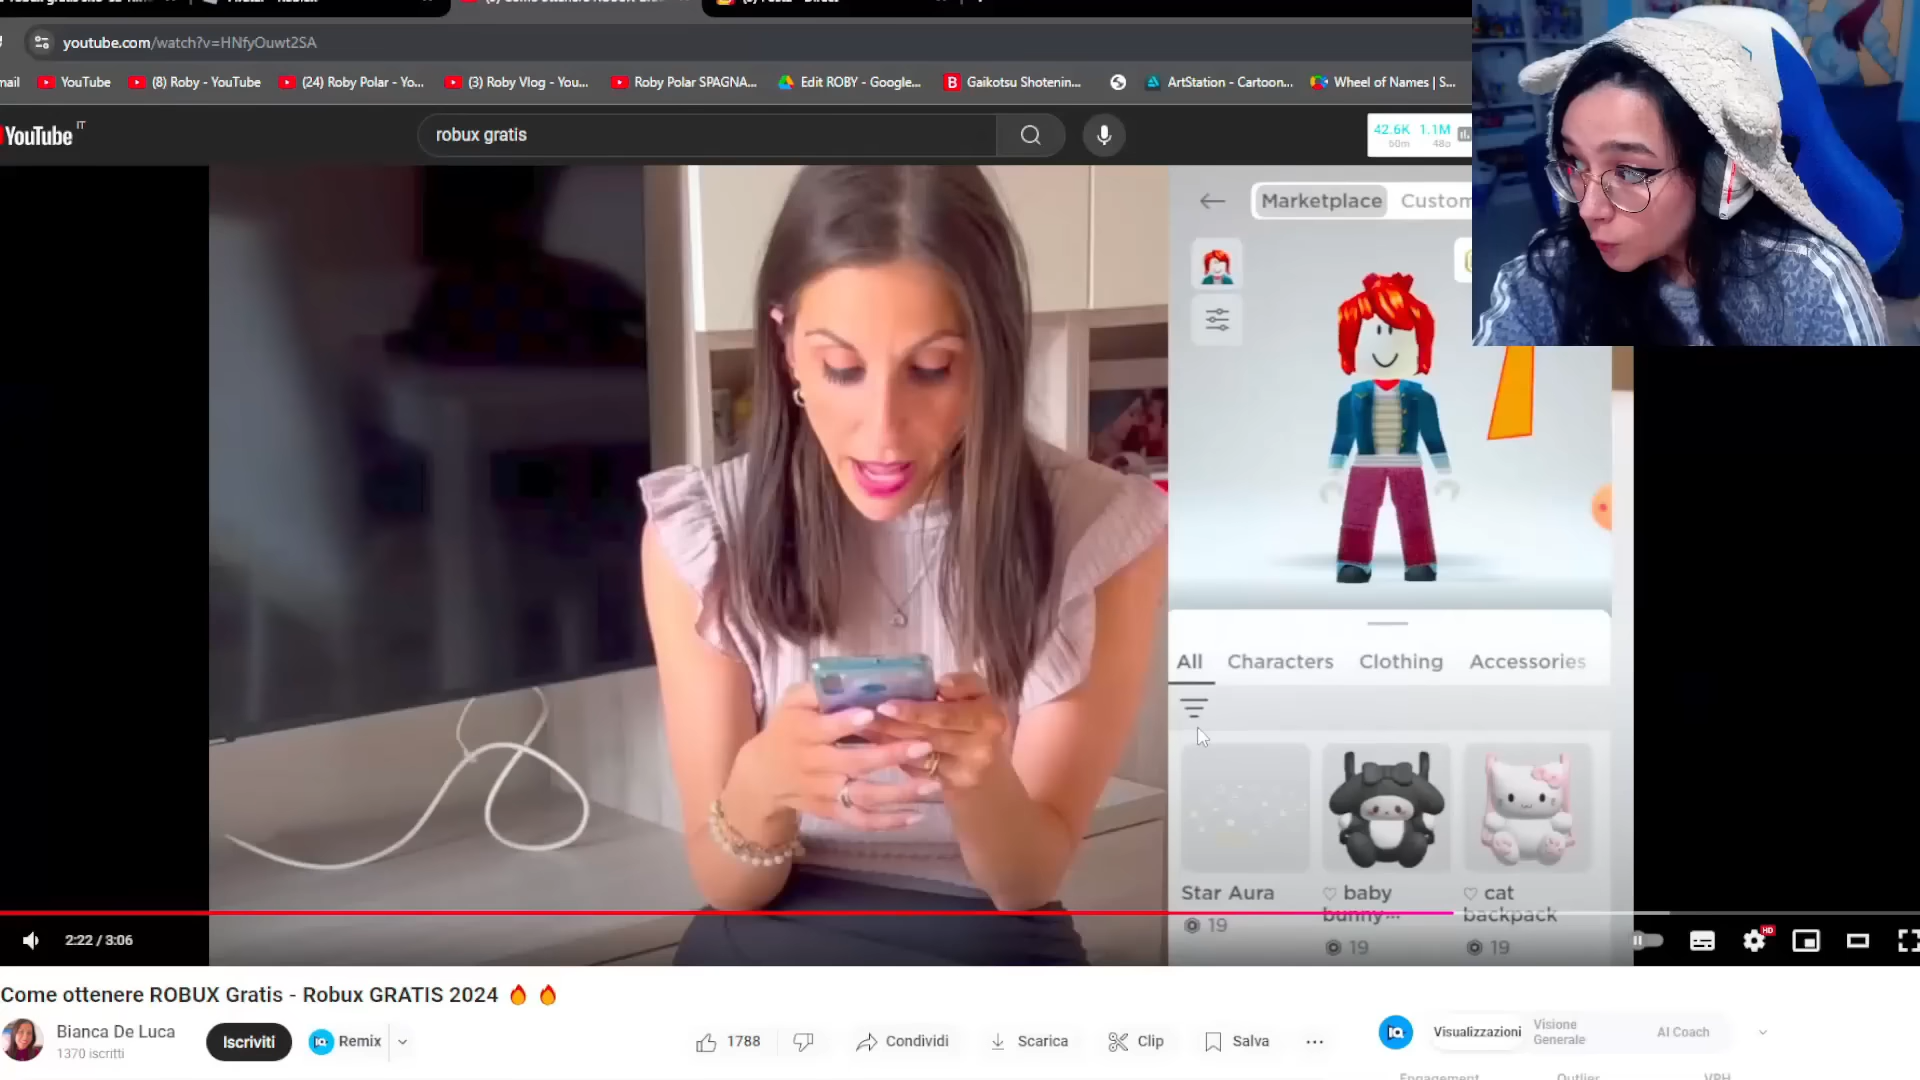 youtube.com/watch?v=HNfyOuwt2SA
mail
YouTube
(8) Roby - YouTube
(24) Roby Polar - Yo...
(3) Roby Vlog - You...
Roby Polar SPAGNA...
Edit ROBY - Google...
Gaikotsu Shotenin...
ArtStation - Cartoon...
Wheel of Names | S...
YouTube IT
robux gratis
42.6K 1.1M
60m 48o
Marketplace
Custom
All Characters Clothing Accessories
Star Aura
19
♡ baby
bunny...
19
♡ cat
backpack
19
2:22 / 3:06
HD
Come ottenere ROBUX Gratis - Robux GRATIS 2024 🔥 🔥
Bianca De Luca
1370 iscritti
Iscriviti
Remix
1788
Condividi
Scarica
Clip
Salva
Visualizzazioni
Visione
Generale
AI Coach
Engagement
Outlier
VPH